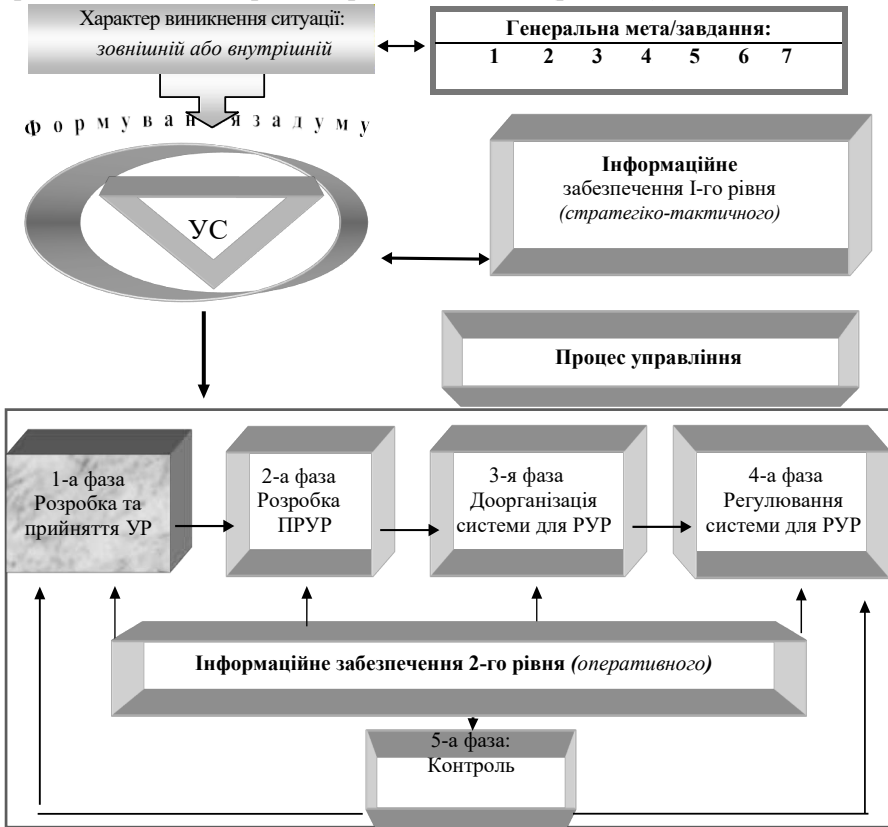 Характер виникнення ситуації:
зовнішній або внутрішній
Генеральна мета/завдання:
1 2 3 4 5 6 7
Формування задуму
УС
Інформаційне
забезпечення І-го рівня
(стратегіко-тактичного)
Процес управління
1-а фаза
Розробка та
прийняття УР
2-а фаза
Розробка
ПРУР
3-я фаза
Доорганізація
системи для РУР
4-а фаза
Регулювання
системи для РУР
Інформаційне забезпечення 2-го рівня (оперативного)
5-а фаза:
Контроль